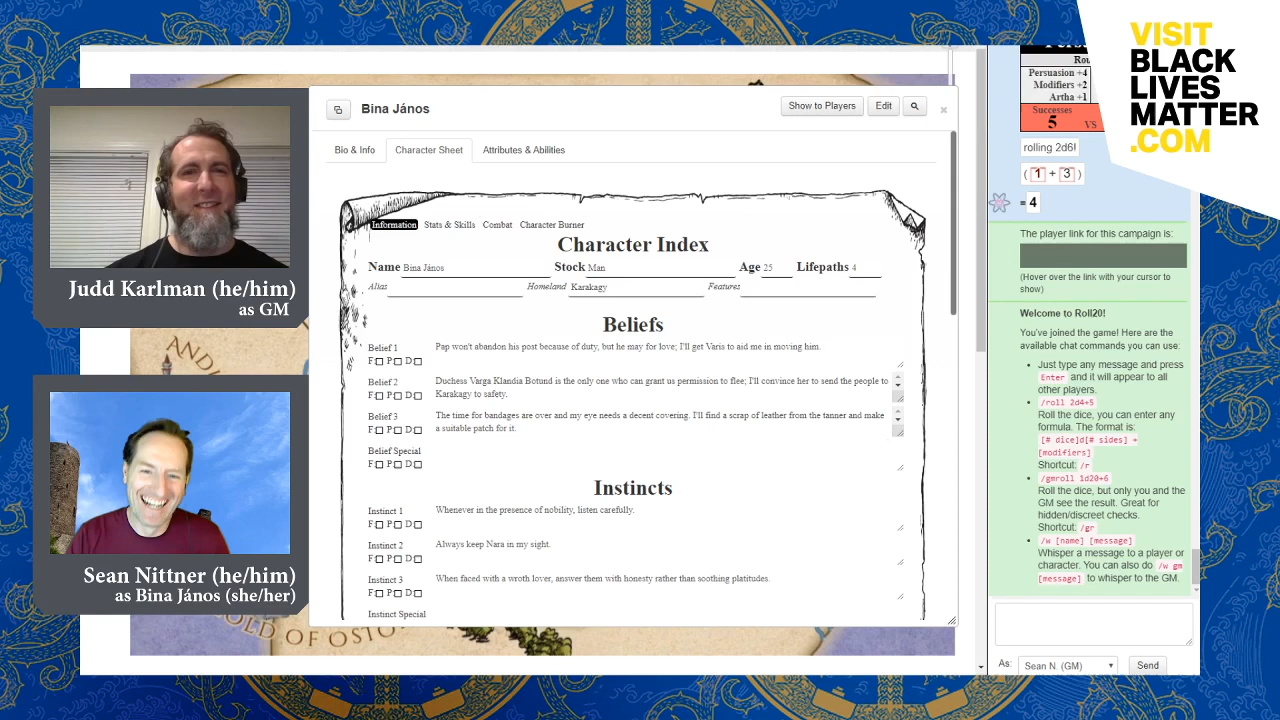 VISIT
BLACK
LIVES
MATTER
.COM
Judd Karlman (he/him)
as GM
Sean Nittner (he/him)
as Bina János (she/her)
Bina János
Show to Players
Edit
Bio & Info
Character Sheet
Attributes & Abilities
Information Stats & Skills Combat Character Burner
Character Index
Name Bina János Stock Man Age 25 Lifepaths 4
Alias Homeland Karakagy Features
Beliefs
Belief 1 Pap won't abandon his post because of duty, but he may for love; I'll get Varis to aid me in moving him.
F: P: D:
Belief 2 Duchess Varga Klandia Botund is the only one who can grant us permission to flee; I'll convince her to send the people to
Karakagy to safety.
F: P: D:
Belief 3 The time for bandages are over and my eye needs a decent covering. I'll find a scrap of leather from the tanner and make
a suitable patch for it.
F: P: D:
Belief Special
F: P: D:
Instincts
Instinct 1 Whenever in the presence of nobility, listen carefully.
F: P: D:
Instinct 2 Always keep Nara in my sight.
F: P: D:
Instinct 3 When faced with a wroth lover, answer them with honesty rather than soothing platitudes.
F: P: D:
Instinct Special
AND
OLD OF OSTO
Persuasion +4
Modifiers +2
Artha +1
Successes
5 VS
rolling 2d6!
( 1 + 3 )
= 4
The player link for this campaign is:
(Hover over the link with your cursor to
show)
Welcome to Roll20!
You've joined the game! Here are the
available chat commands you can use:
Just type any message and press
Enter and it will appear to all
other players.
/roll 2d4+5
Roll the dice, you can enter any
formula. The format is:
[# dice]d[# sides] +
[modifiers]
Shortcut: /r
/gmroll 1d20+6
Roll the dice, but only you and the
GM see the result. Great for
hidden/discreet checks.
Shortcut: /gr
/w [name] [message]
Whisper a message to a player or
character. You can also do /w gm
[message] to whisper to the GM.
As: Sean N. (GM) Send